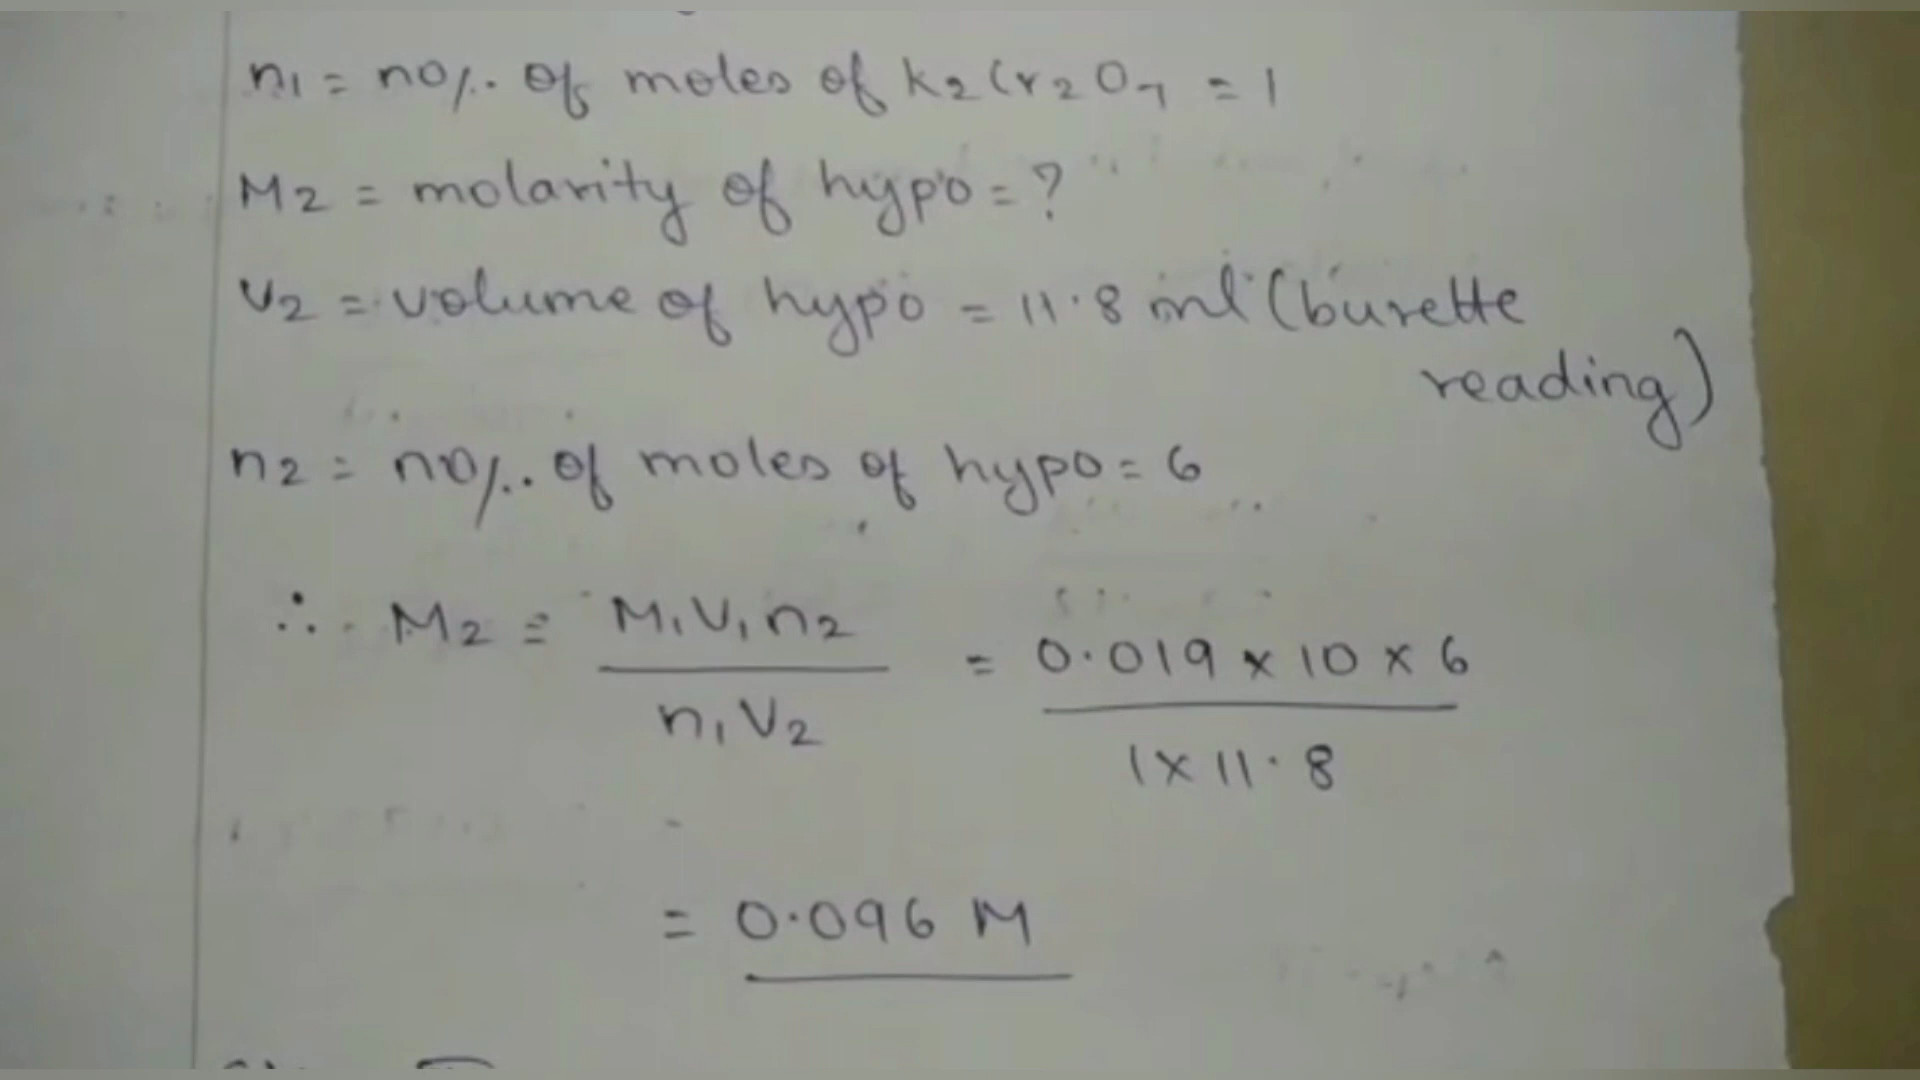 n1 = no/. of moles of K2Cr2O7 = 1
M2 = molarity of hypo = ?
V2 = volume of hypo = 11.8 ml (burette
reading)
n2 = no/. of moles of hypo = 6
∴ M2 = M1V1n2 / n1V2 = 0.019 x 10 x 6 / 1 x 11.8
= 0.096 M